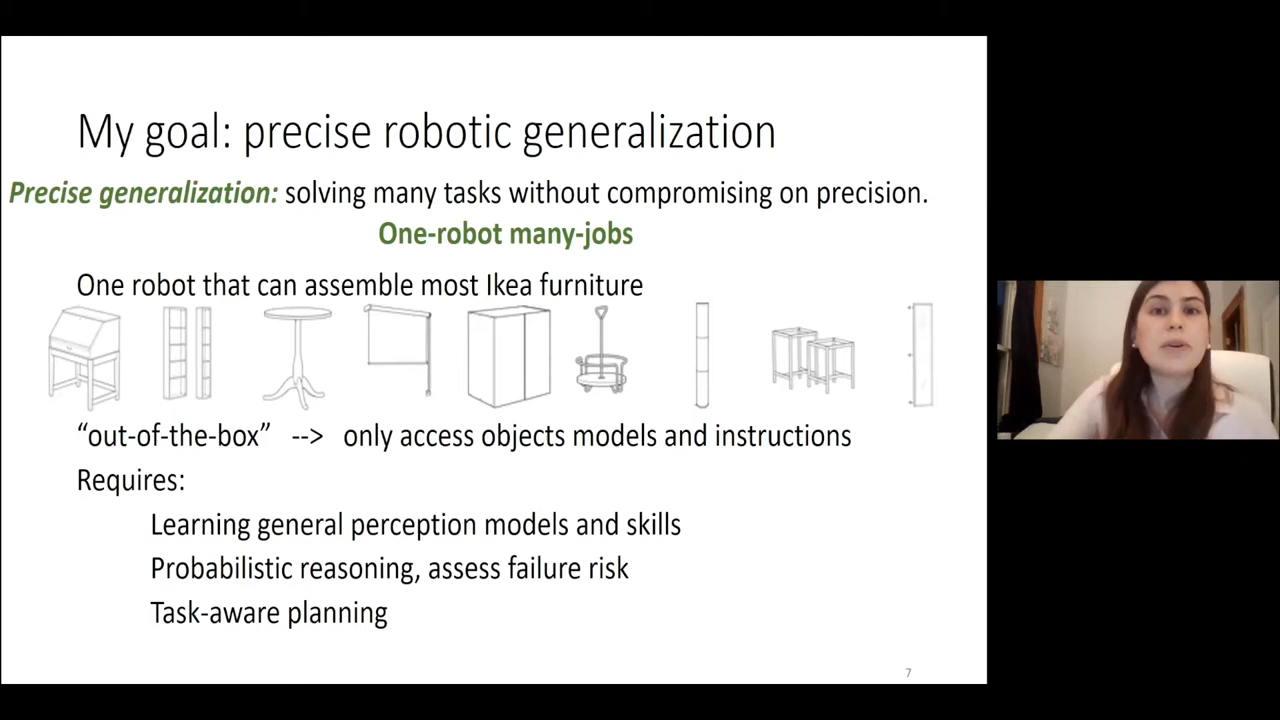 My goal: precise robotic generalization
Precise generalization: solving many tasks without compromising on precision.
One-robot many-jobs
One robot that can assemble most Ikea furniture
“out-of-the-box” --> only access objects models and instructions
Requires:
Learning general perception models and skills
Probabilistic reasoning, assess failure risk
Task-aware planning
7